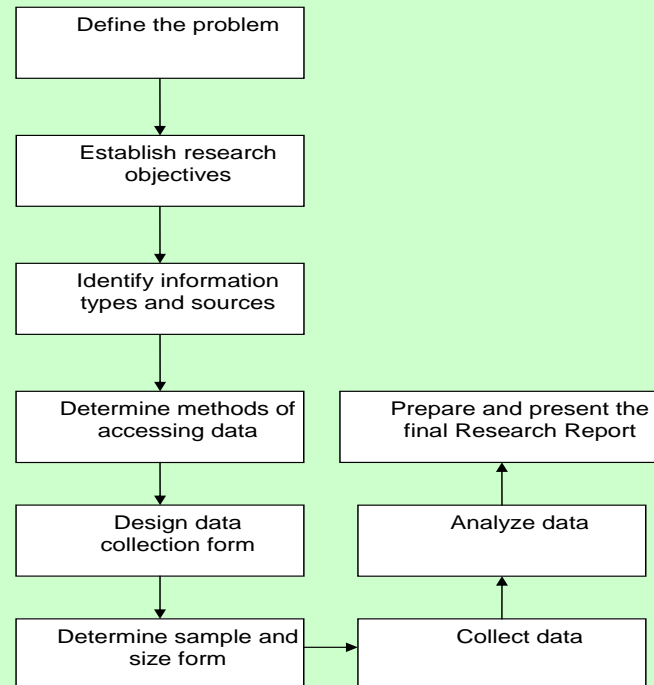 Define the problem
Establish research
objectives
Identify information
types and sources
Determine methods of
accessing data
Design data
collection form
Determine sample and
size form
Collect data
Analyze data
Prepare and present the
final Research Report